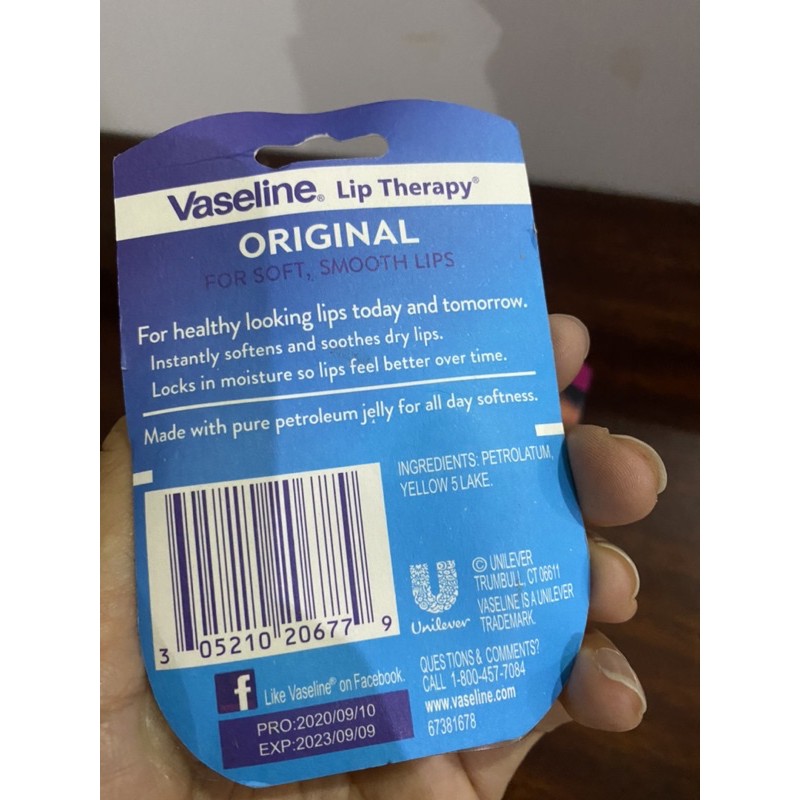 Vaseline® Lip Therapy®
ORIGINAL
FOR SOFT, SMOOTH LIPS
For healthy looking lips today and tomorrow.
Instantly softens and soothes dry lips.
Locks in moisture so lips feel better over time.
Made with pure petroleum jelly for all day softness.
INGREDIENTS: PETROLATUM,
YELLOW 5 LAKE.
3 05210 20677 9
© UNILEVER
TRUMBULL, CT 06611
VASELINE IS A UNILEVER
TRADEMARK.
Unilever
QUESTIONS & COMMENTS?
CALL 1-800-457-7084
www.vaseline.com
67381678
f Like Vaseline® on Facebook.
PRO:2020/09/10
EXP:2023/09/09